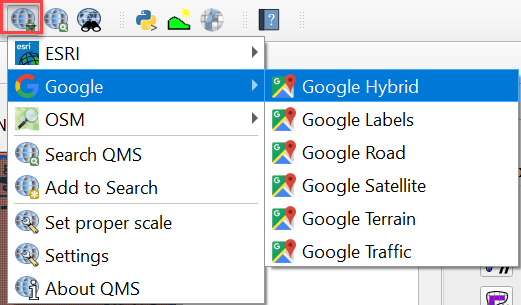 esri ESRI
Google
OSM
Search QMS
Add to Search
Set proper scale
Settings
About QMS
Google Hybrid
Google Labels
Google Road
Google Satellite
Google Terrain
Google Traffic